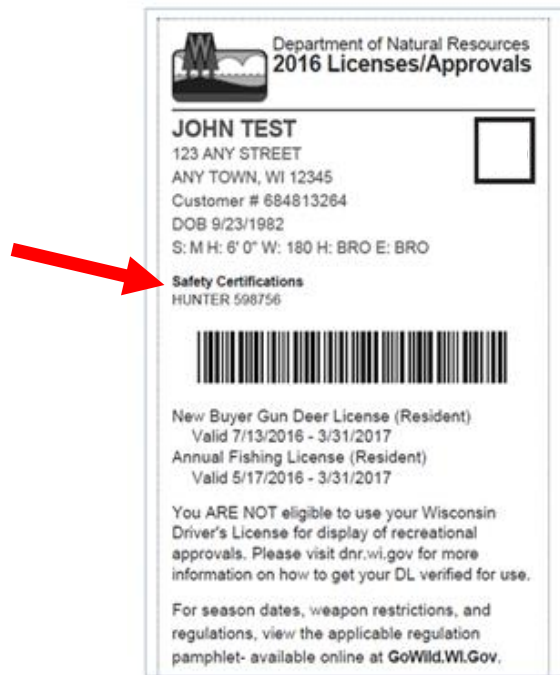 Department of Natural Resources
2016 Licenses/Approvals
JOHN TEST
123 ANY STREET
ANY TOWN, WI 12345
Customer # 684813264
DOB 9/23/1982
S: M H: 6' 0" W: 180 H: BRO E: BRO
Safety Certifications
HUNTER 598756
New Buyer Gun Deer License (Resident)
Valid 7/13/2016 - 3/31/2017
Annual Fishing License (Resident)
Valid 5/17/2016 - 3/31/2017
You ARE NOT eligible to use your Wisconsin
Driver's License for display of recreational
approvals. Please visit dnr.wi.gov for more
information on how to get your DL verified for use.
For season dates, weapon restrictions, and
regulations, view the applicable regulation
pamphlet- available online at GoWild.WI.Gov.